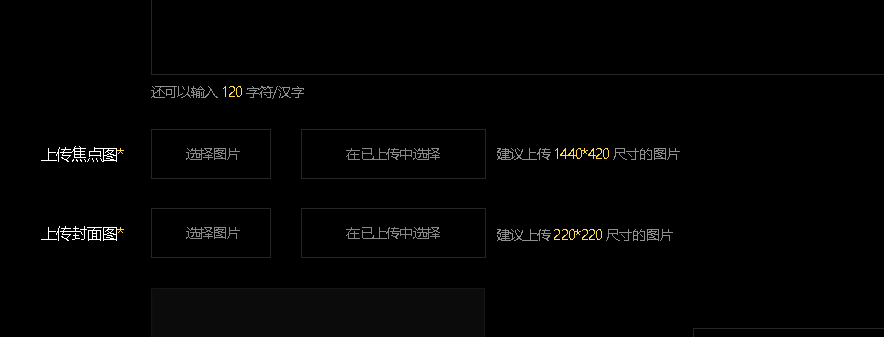 还可以输入 120 字符/汉字
上传焦点图* 选择图片 在已上传中选择 建议上传 1440*420 尺寸的图片
上传封面图* 选择图片 在已上传中选择 建议上传 220*220 尺寸的图片